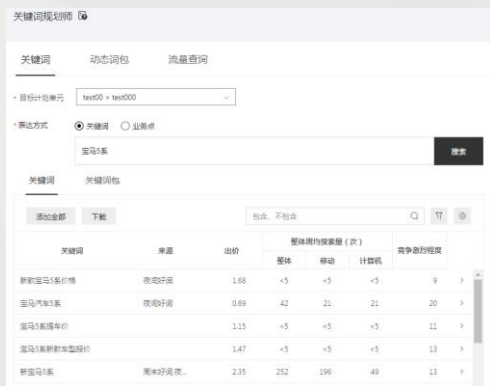 关键词规划师
关键词 动态词包 流量查询
* 目标计划单元 test00 > test000
* 表达方式 关键词 业务点
宝马5系 搜索
关键词 关键词包
添加全部 下载 包含、不包含
关键词 来源 出价 整体周均搜索量(次) 竞争激烈程度
整体 移动 计算机
新款宝马5系价格 夜间好词 1.68 <5 <5 <5 9 >
宝马汽车5系 夜间好词 0.69 42 21 21 20 >
宝马5系提车价 1.15 <5 <5 <5 11 >
宝马5系新款车型报价 1.47 <5 <5 <5 13 >
新宝马5系 周末好词,夜... 2.35 252 196 49 13 >